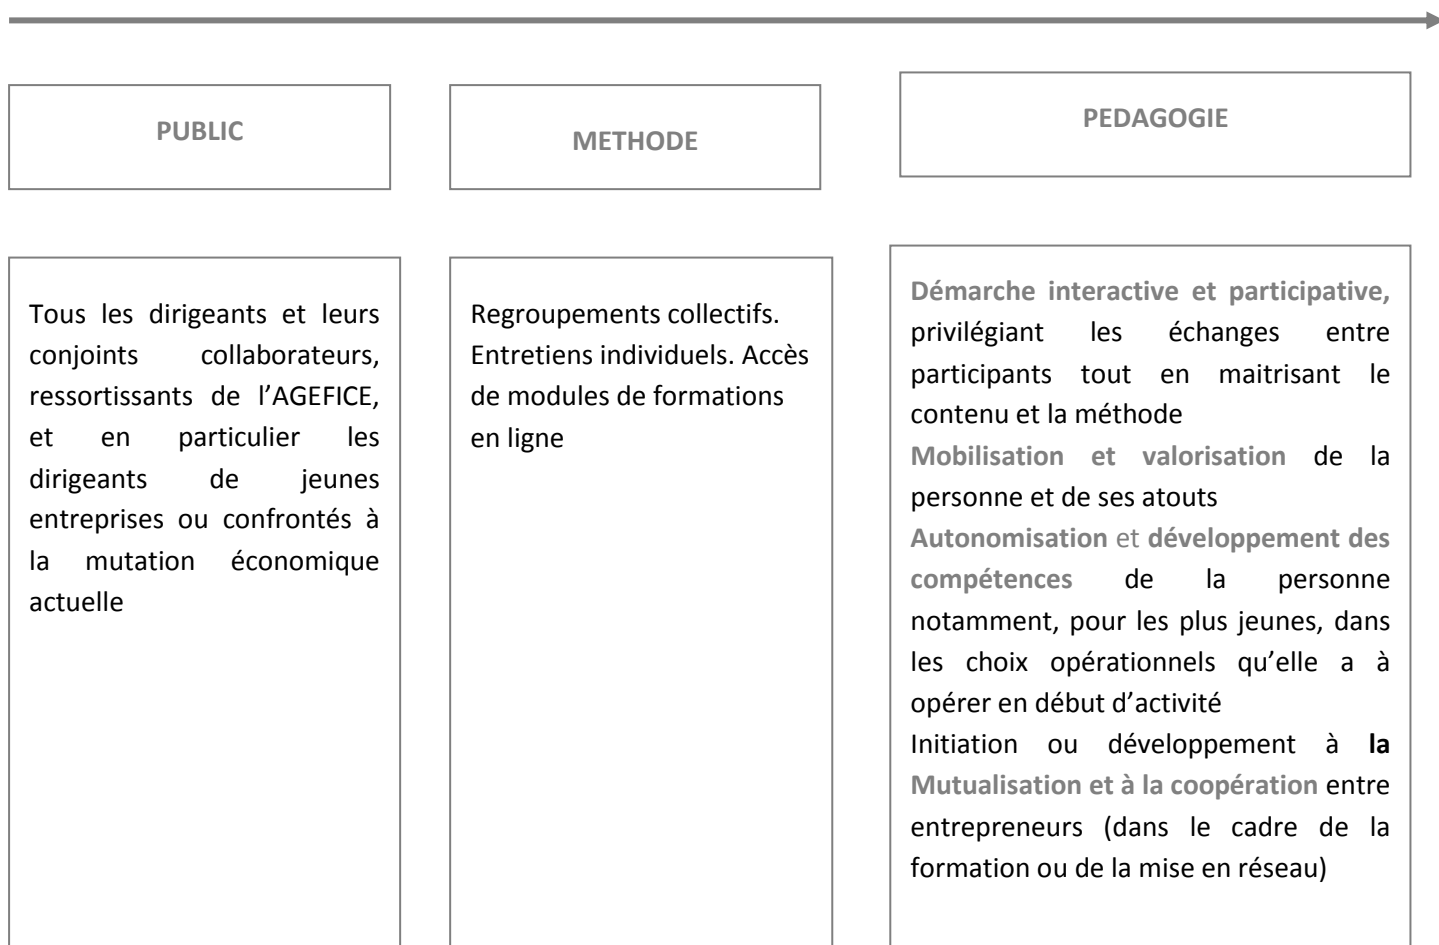 PUBLIC
METHODE
PEDAGOGIE
Tous les dirigeants et leurs
conjoints collaborateurs,
ressortissants de l’AGEFICE,
et en particulier les
dirigeants de jeunes
entreprises ou confrontés à
la mutation économique
actuelle
Regroupements collectifs.
Entretiens individuels. Accès
de modules de formations
en ligne
Démarche interactive et participative,
privilégiant les échanges entre
participants tout en maitrisant le
contenu et la méthode
Mobilisation et valorisation de la
personne et de ses atouts
Autonomisation et développement des
compétences de la personne
notamment, pour les plus jeunes, dans
les choix opérationnels qu’elle a à
opérer en début d’activité
Initiation ou développement à la
Mutualisation et à la coopération entre
entrepreneurs (dans le cadre de la
formation ou de la mise en réseau)